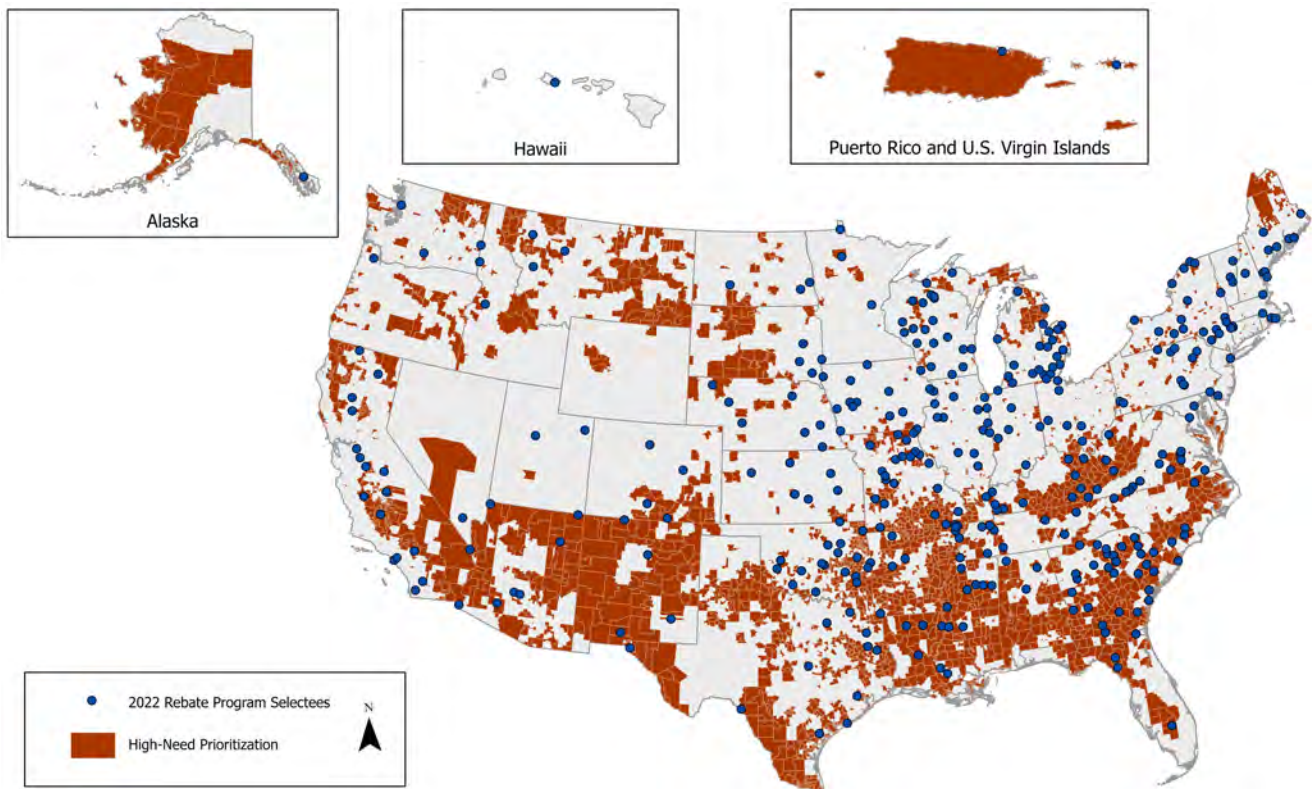 Alaska
Hawaii
Puerto Rico and U.S. Virgin Islands
2022 Rebate Program Selectees
N
High-Need Prioritization